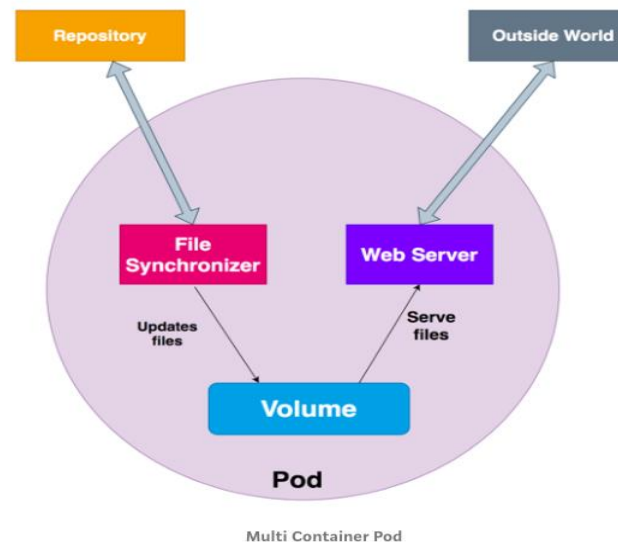 Repository
Outside World
File
Synchronizer
Web Server
Updates
files
Serve
files
Volume
Pod
Multi Container Pod